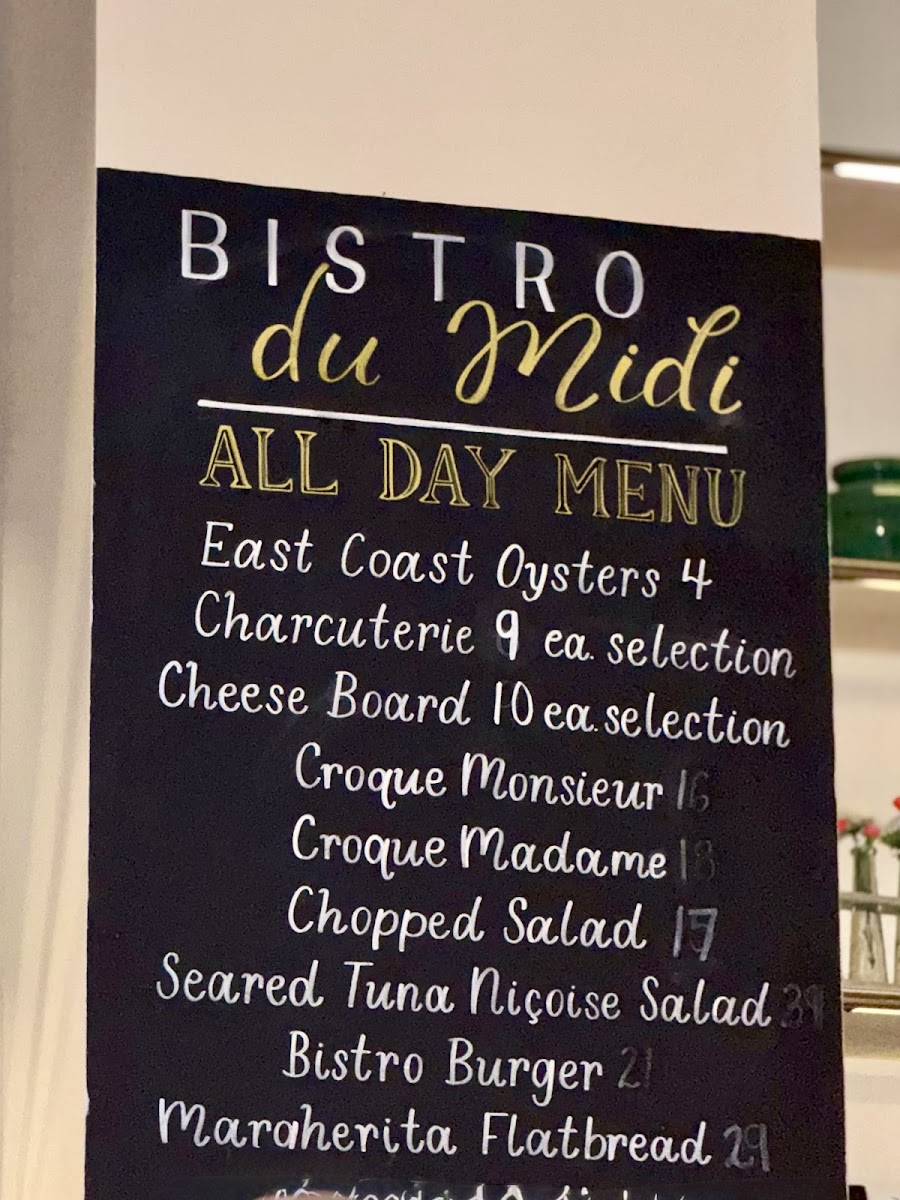 BISTRO
du Midi
ALL DAY MENU
East Coast Oysters 4
Charcuterie 9 ea. selection
Cheese Board 10 ea. selection
Croque Monsieur 16
Croque Madame 18
Chopped Salad 17
Seared Tuna Niçoise Salad
Bistro Burger 21
Margherita Flatbread 29